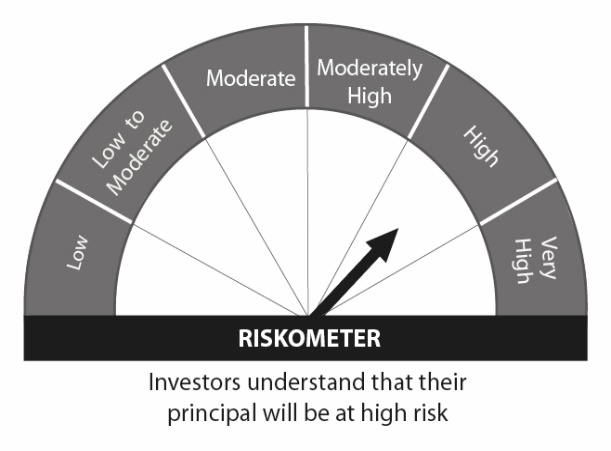 Low
Low to
Moderate
Moderate
Moderately
High
High
Very
High
RISKOMETER
Investors understand that their
principal will be at high risk